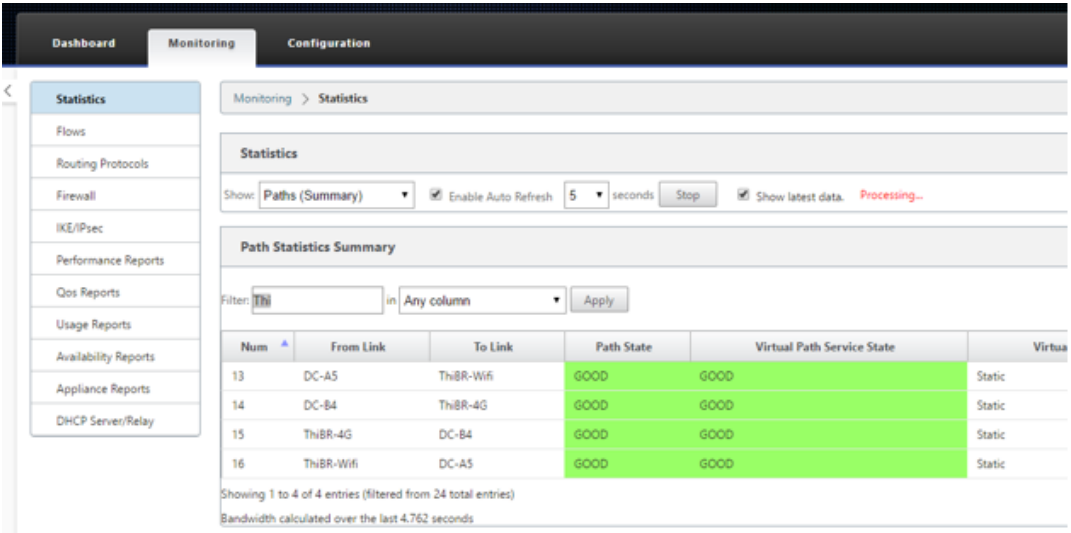 Dashboard Monitoring Configuration
Statistics
Flows
Routing Protocols
Firewall
IKE/IPsec
Performance Reports
Qos Reports
Usage Reports
Availability Reports
Appliance Reports
DHCP Server/Relay
Monitoring > Statistics
Statistics
Show: Paths (Summary) Enable Auto Refresh 5 seconds Stop Show latest data. Processing...
Path Statistics Summary
Filter: Thi in Any column Apply
Num From Link To Link Path State Virtual Path Service State Virtua
13 DC-A5 ThiBR-Wifi GOOD GOOD Static
14 DC-B4 ThiBR-4G GOOD GOOD Static
15 ThiBR-4G DC-B4 GOOD GOOD Static
16 ThiBR-Wifi DC-A5 GOOD GOOD Static
Showing 1 to 4 of 4 entries (filtered from 24 total entries)
Bandwidth calculated over the last 4.762 seconds